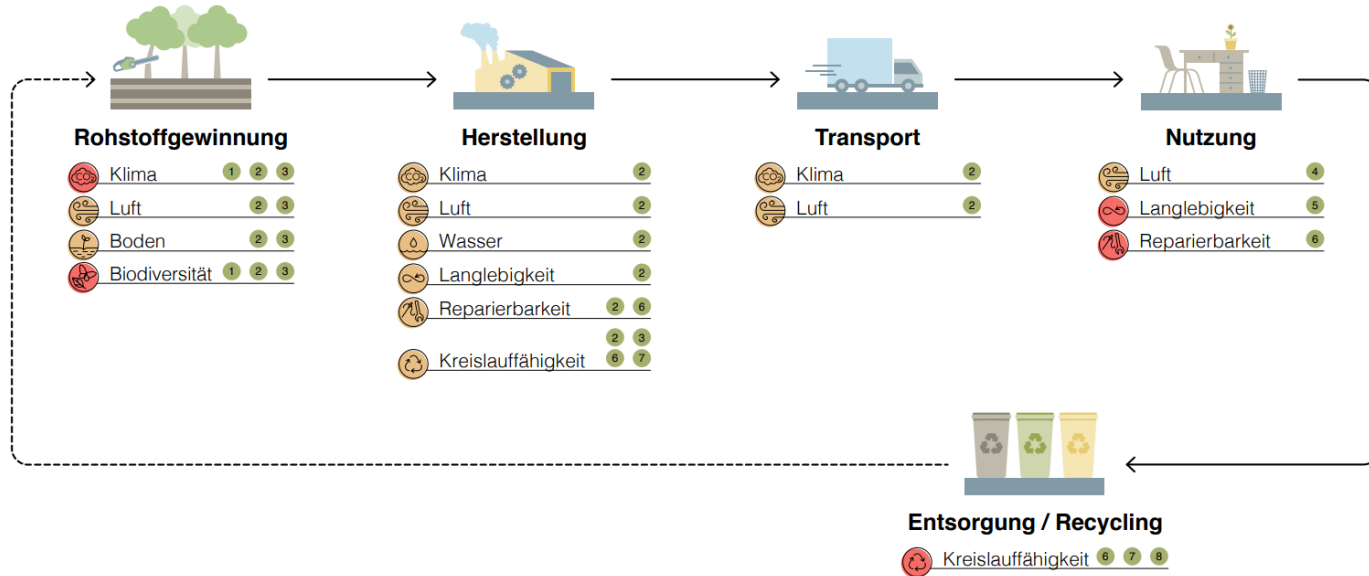 Rohstoffgewinnung
Klima 1 2 3
Luft 2 3
Boden 2 3
Biodiversität 1 2 3
Herstellung
Klima 2
Luft 2
Wasser 2
Langlebigkeit 2
Reparierbarkeit 2 6
2 3
Kreislauffähigkeit 6 7
Transport
Klima 2
Luft 2
Nutzung
Luft 4
Langlebigkeit 5
Reparierbarkeit 6
Entsorgung / Recycling
Kreislauffähigkeit 6 7 8